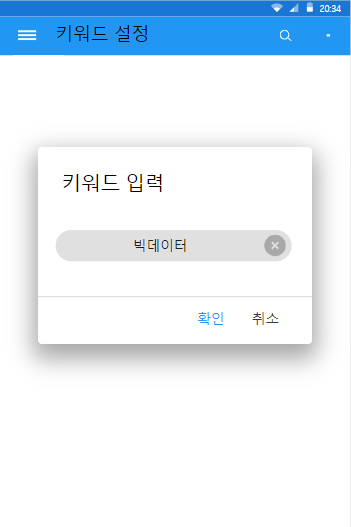 20:34
키워드 설정
키워드 입력
빅데이터
확인 취소